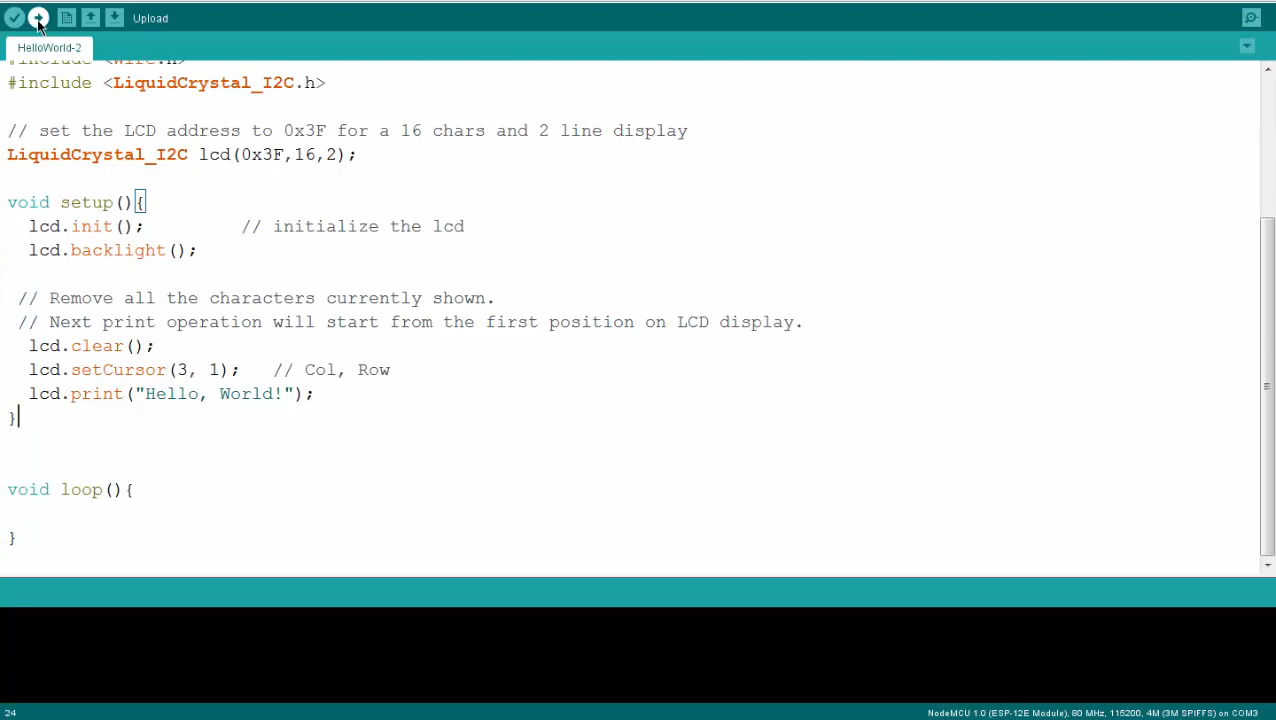 Upload
HelloWorld-2
#include <Wire.h>
#include <LiquidCrystal_I2C.h>
// set the LCD address to 0x3F for a 16 chars and 2 line display
LiquidCrystal_I2C lcd(0x3F,16,2);
void setup(){
lcd.init();         // initialize the lcd
lcd.backlight();
// Remove all the characters currently shown.
// Next print operation will start from the first position on LCD display.
lcd.clear();
lcd.setCursor(3, 1);   // Col, Row
lcd.print("Hello, World!");
}
void loop(){
}
24
NodeMCU 1.0 (ESP-12E Module), 80 MHz, 115200, 4M (3M SPIFFS) on COM3